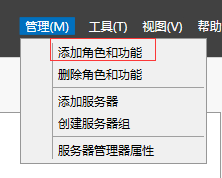 管理(M) 工具(T) 视图(V) 帮助
添加角色和功能
删除角色和功能
添加服务器
创建服务器组
服务器管理器属性